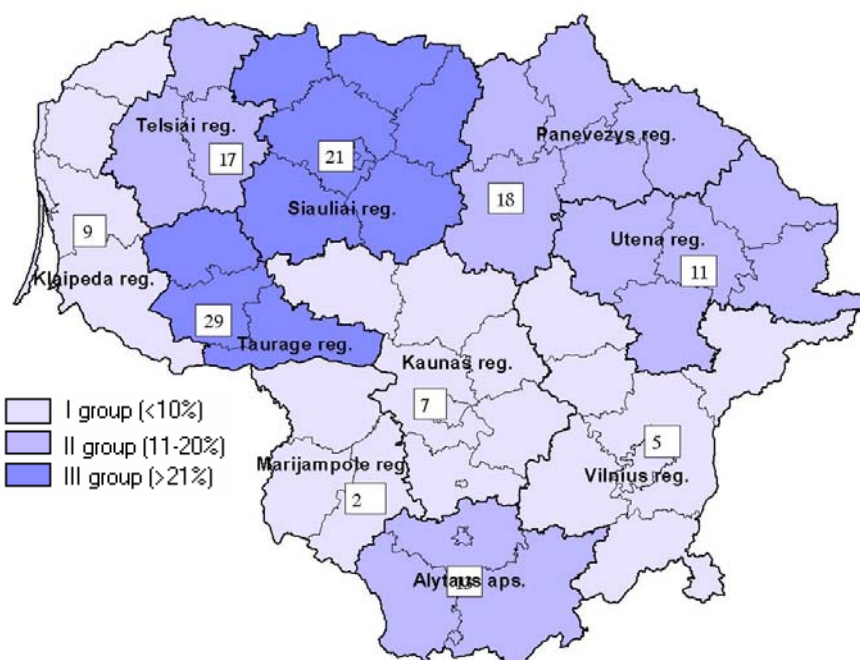 Telsiai reg.
17
21
Siauliai reg.
Panevezys reg.
18
9
Klaipeda reg.
Utena reg.
11
29
Taurage reg.
Kaunas reg.
7
I group (<10%)
II group (11-20%)
III group (>21%)
Marijampole reg
2
5
Vilnius reg.
Alytaus aps.
13